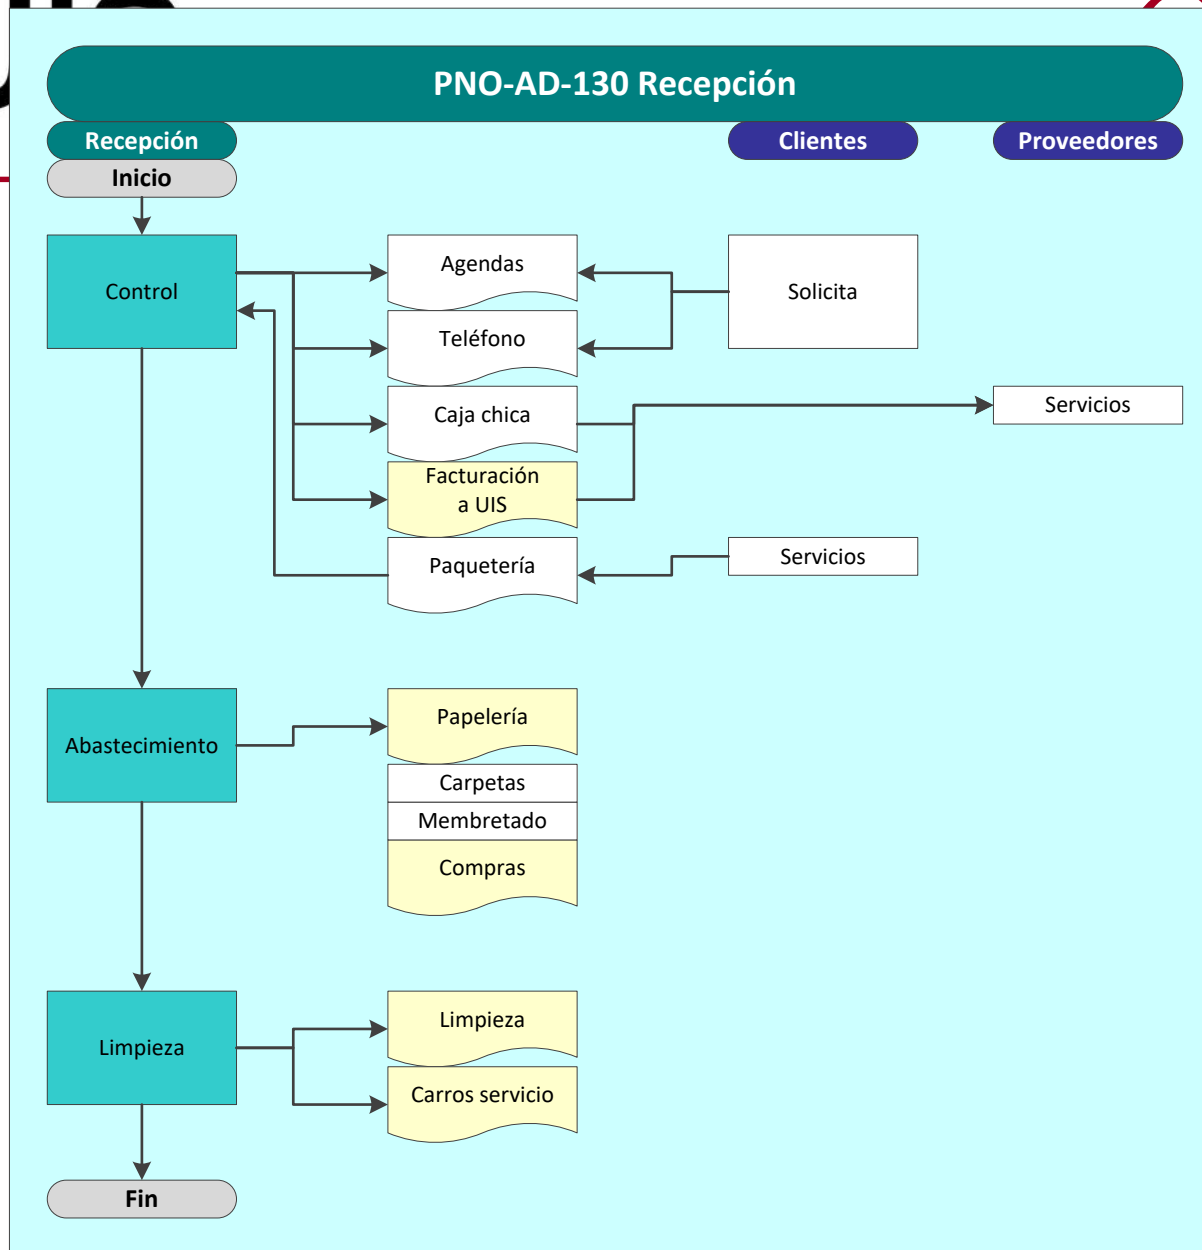 PNO-AD-130 Recepción
Recepción
Clientes
Proveedores
Inicio
Control
Agendas
Solicita
Teléfono
Caja chica
Servicios
Facturación
a UIS
Paquetería
Servicios
Abastecimiento
Papelería
Carpetas
Membretado
Compras
Limpieza
Limpieza
Carros servicio
Fin